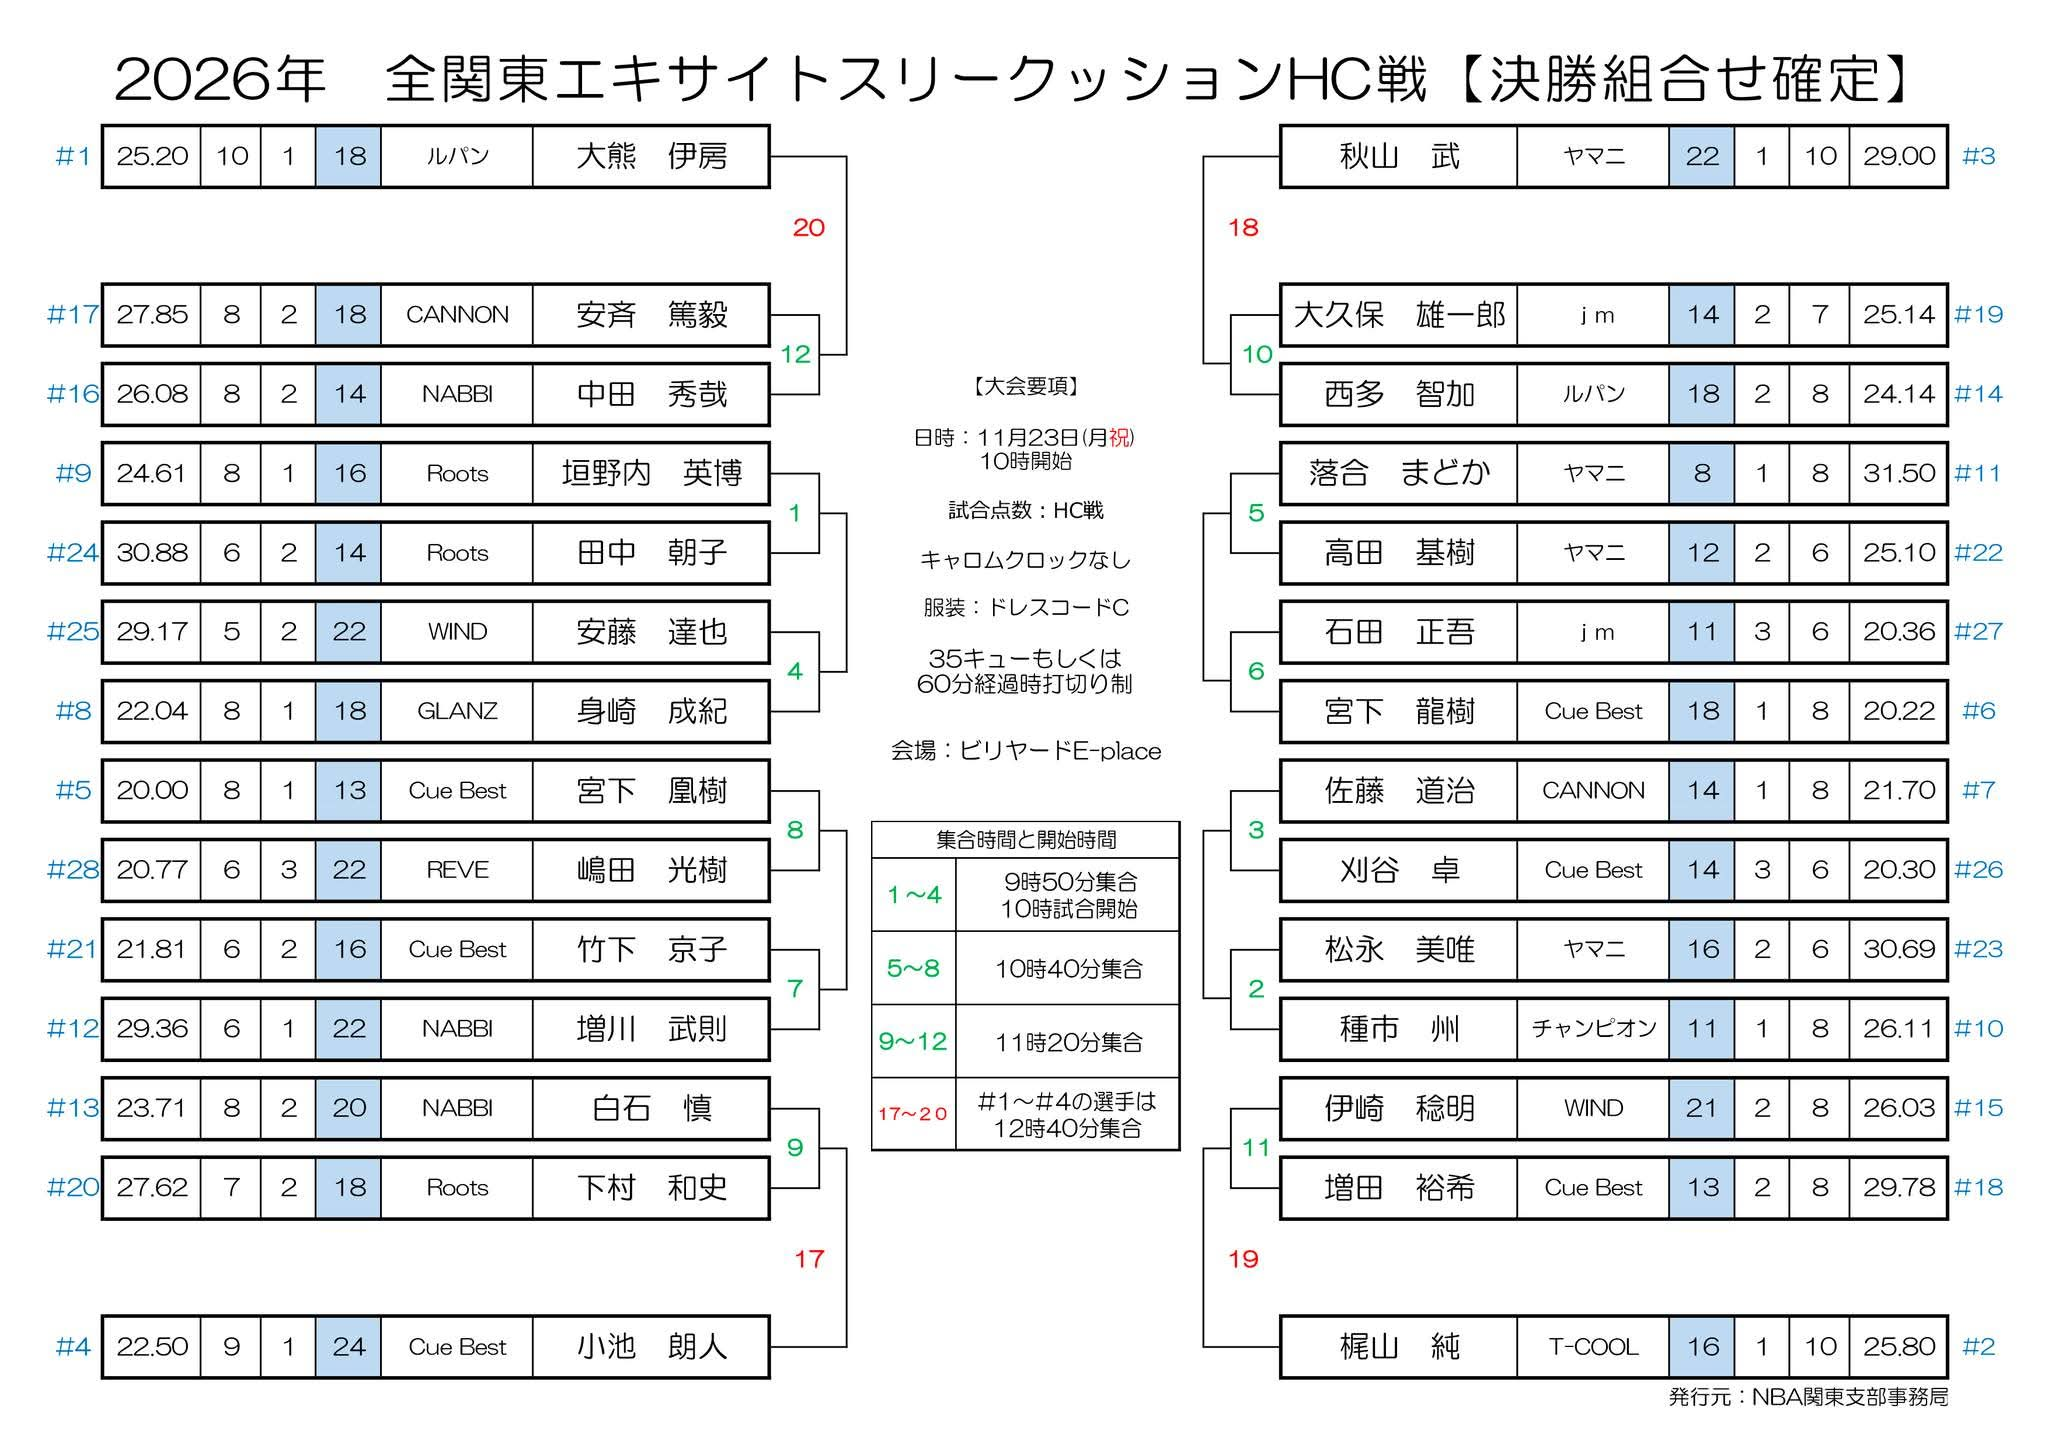 2026年　全関東エキサイトスリークッションHC戦【決勝組合せ確定】
#1 25.20 10 1 18 ルパン 大熊　伊房
20
#17 27.85 8 2 18 CANNON 安斉　篤毅
12
#16 26.08 8 2 14 NABBI 中田　秀哉
#9 24.61 8 1 16 Roots 垣野内　英博
1
#24 30.88 6 2 14 Roots 田中　朝子
#25 29.17 5 2 22 WIND 安藤　達也
4
#8 22.04 8 1 18 GLANZ 身崎　成紀
#5 20.00 8 1 13 Cue Best 宮下　凰樹
8
#28 20.77 6 3 22 REVE 嶋田　光樹
#21 21.81 6 2 16 Cue Best 竹下　京子
7
#12 29.36 6 1 22 NABBI 増川　武則
#13 23.71 8 2 20 NABBI 白石　慎
9
#20 27.62 7 2 18 Roots 下村　和史
17
#4 22.50 9 1 24 Cue Best 小池　朗人
【大会要項】
日時：11月23日(月祝)
10時開始
試合点数：HC戦
キャロムクロックなし
服装：ドレスコードC
35キューもしくは
60分経過時打切り制
会場：ビリヤードE-place
集合時間と開始時間
1～4 9時50分集合
10時試合開始
5～8 10時40分集合
9～12 11時20分集合
17～20 #1～#4の選手は
12時40分集合
秋山　武 ヤマニ 22 1 10 29.00 #3
18
大久保　雄一郎 jm 14 2 7 25.14 #19
10
西多　智加 ルパン 18 2 8 24.14 #14
落合　まどか ヤマニ 8 1 8 31.50 #11
5
高田　基樹 ヤマニ 12 2 6 25.10 #22
石田　正吾 jm 11 3 6 20.36 #27
6
宮下　龍樹 Cue Best 18 1 8 20.22 #6
佐藤　道治 CANNON 14 1 8 21.70 #7
3
刈谷　卓 Cue Best 14 3 6 20.30 #26
松永　美唯 ヤマニ 16 2 6 30.69 #23
2
種市　州 チャンピオン 11 1 8 26.11 #10
伊崎　稔明 WIND 21 2 8 26.03 #15
11
増田　裕希 Cue Best 13 2 8 29.78 #18
19
梶山　純 T-COOL 16 1 10 25.80 #2
発行元：NBA関東支部事務局